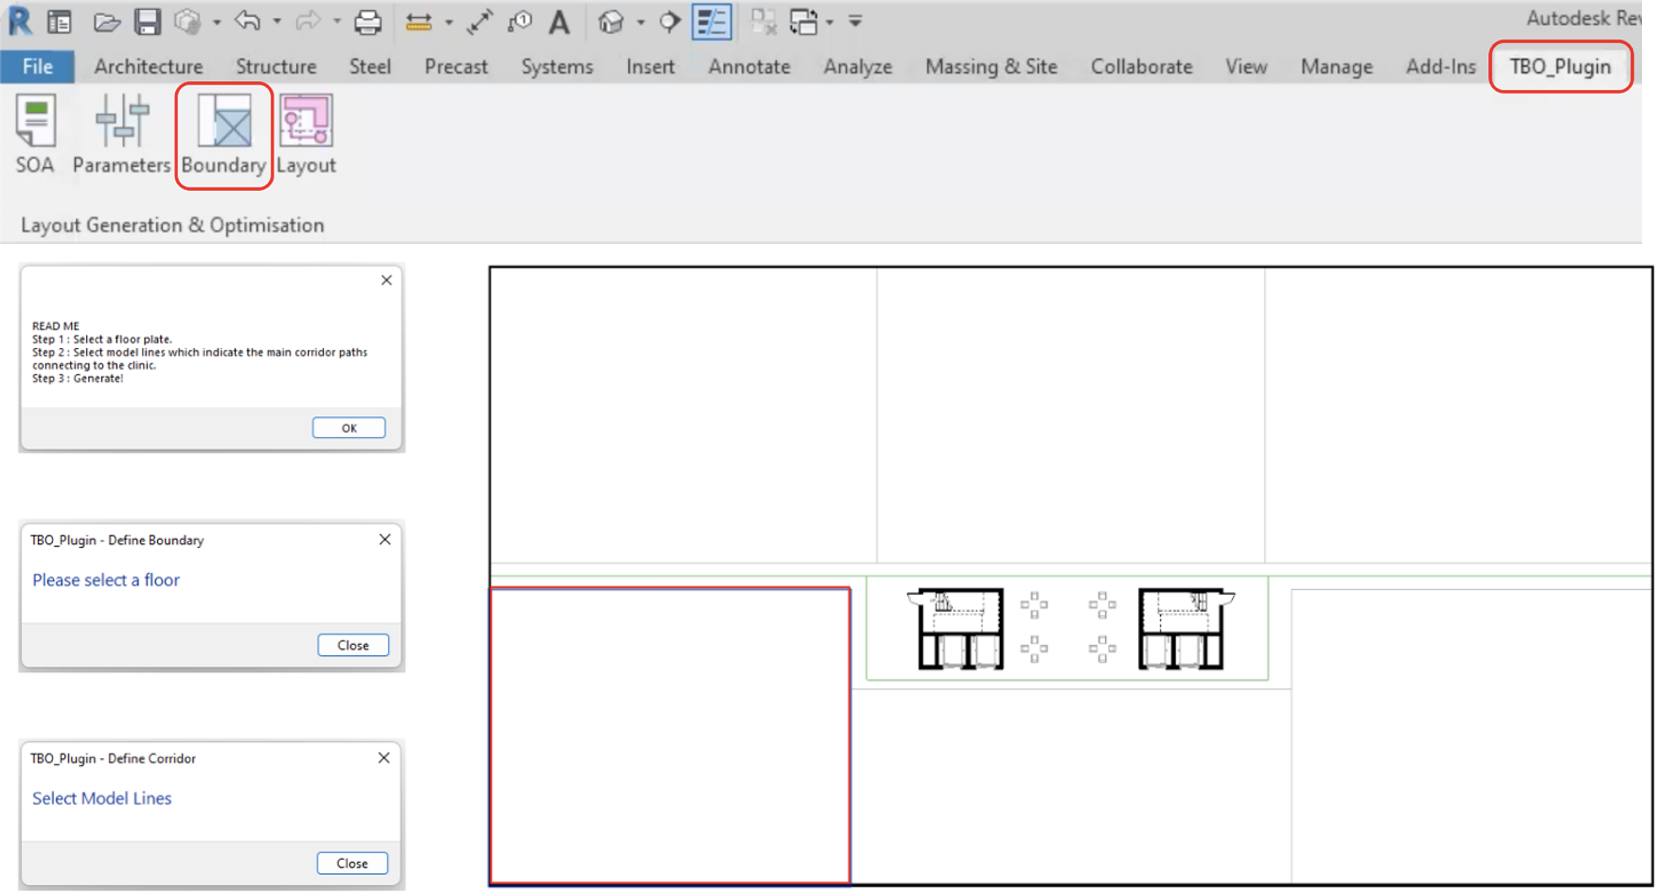 Autodesk Rev
File Architecture Structure Steel Precast Systems Insert Annotate Analyze Massing & Site Collaborate View Manage Add-Ins TBO_Plugin
SOA Parameters Boundary Layout
Layout Generation & Optimisation
READ ME
Step 1 : Select a floor plate.
Step 2 : Select model lines which indicate the main corridor paths
connecting to the clinic.
Step 3 : Generate!
OK
TBO_Plugin - Define Boundary
Please select a floor
Close
TBO_Plugin - Define Corridor
Select Model Lines
Close